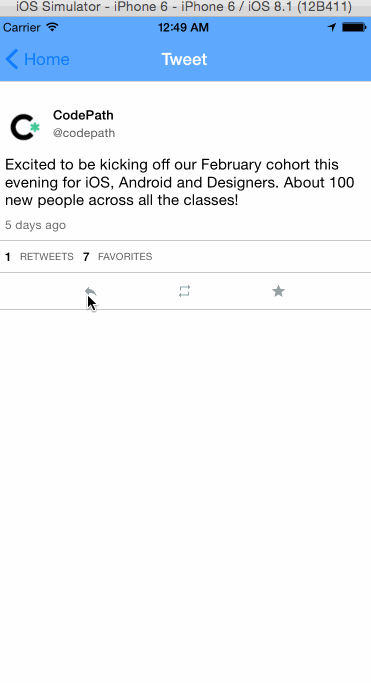 iOS Simulator - iPhone 6 - iPhone 6 / iOS 8.1 (12B411)
Carrier 12:49 AM
Home Tweet
CodePath
@codepath
Excited to be kicking off our February cohort this
evening for iOS, Android and Designers. About 100
new people across all the classes!
5 days ago
1 RETWEETS 7 FAVORITES